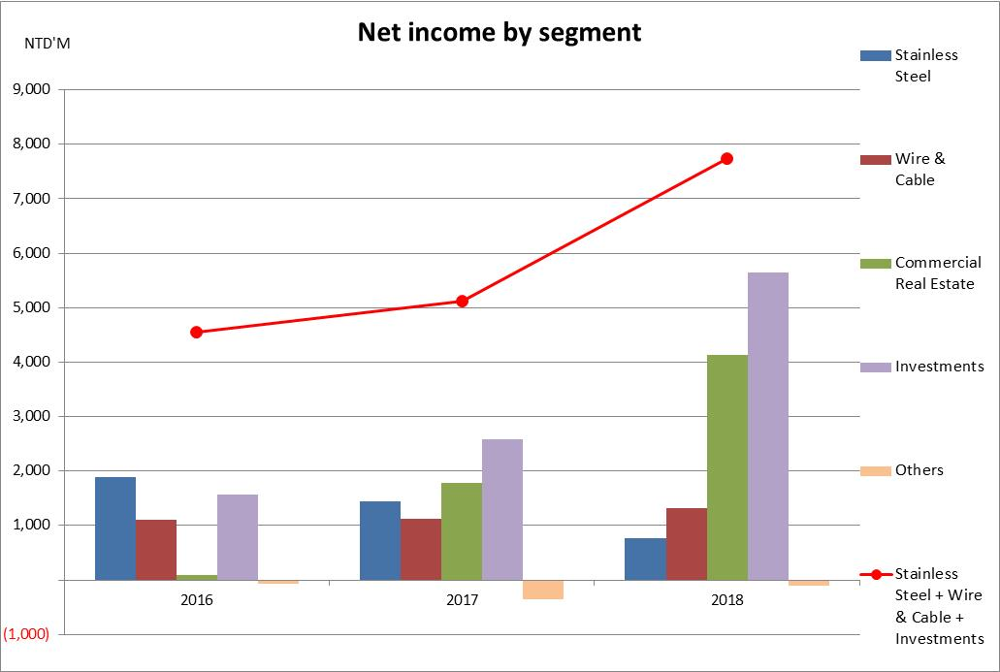 Net income by segment
NTD'M
9,000
8,000
7,000
6,000
5,000
4,000
3,000
2,000
1,000
(1,000)
2016
2017
2018
Stainless
Steel
Wire &
Cable
Commercial
Real Estate
Investments
Others
Stainless
Steel + Wire
& Cable +
Investments